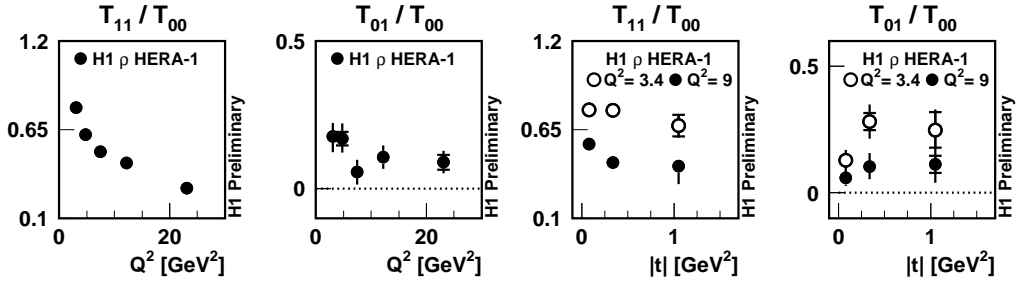 T11 / T00
1.2
0.65
0.1
0
20
H1 ρ HERA-1
Q2 [GeV2]
H1 Preliminary
T01 / T00
0.5
0
0
20
H1 ρ HERA-1
Q2 [GeV2]
H1 Preliminary
T11 / T00
1.2
0.65
0.1
0
1
H1 ρ HERA-1
Q2= 3.4 Q2= 9
|t| [GeV2]
H1 Preliminary
T01 / T00
0.5
0
0
1
H1 ρ HERA-1
Q2= 3.4 Q2= 9
|t| [GeV2]
H1 Preliminary